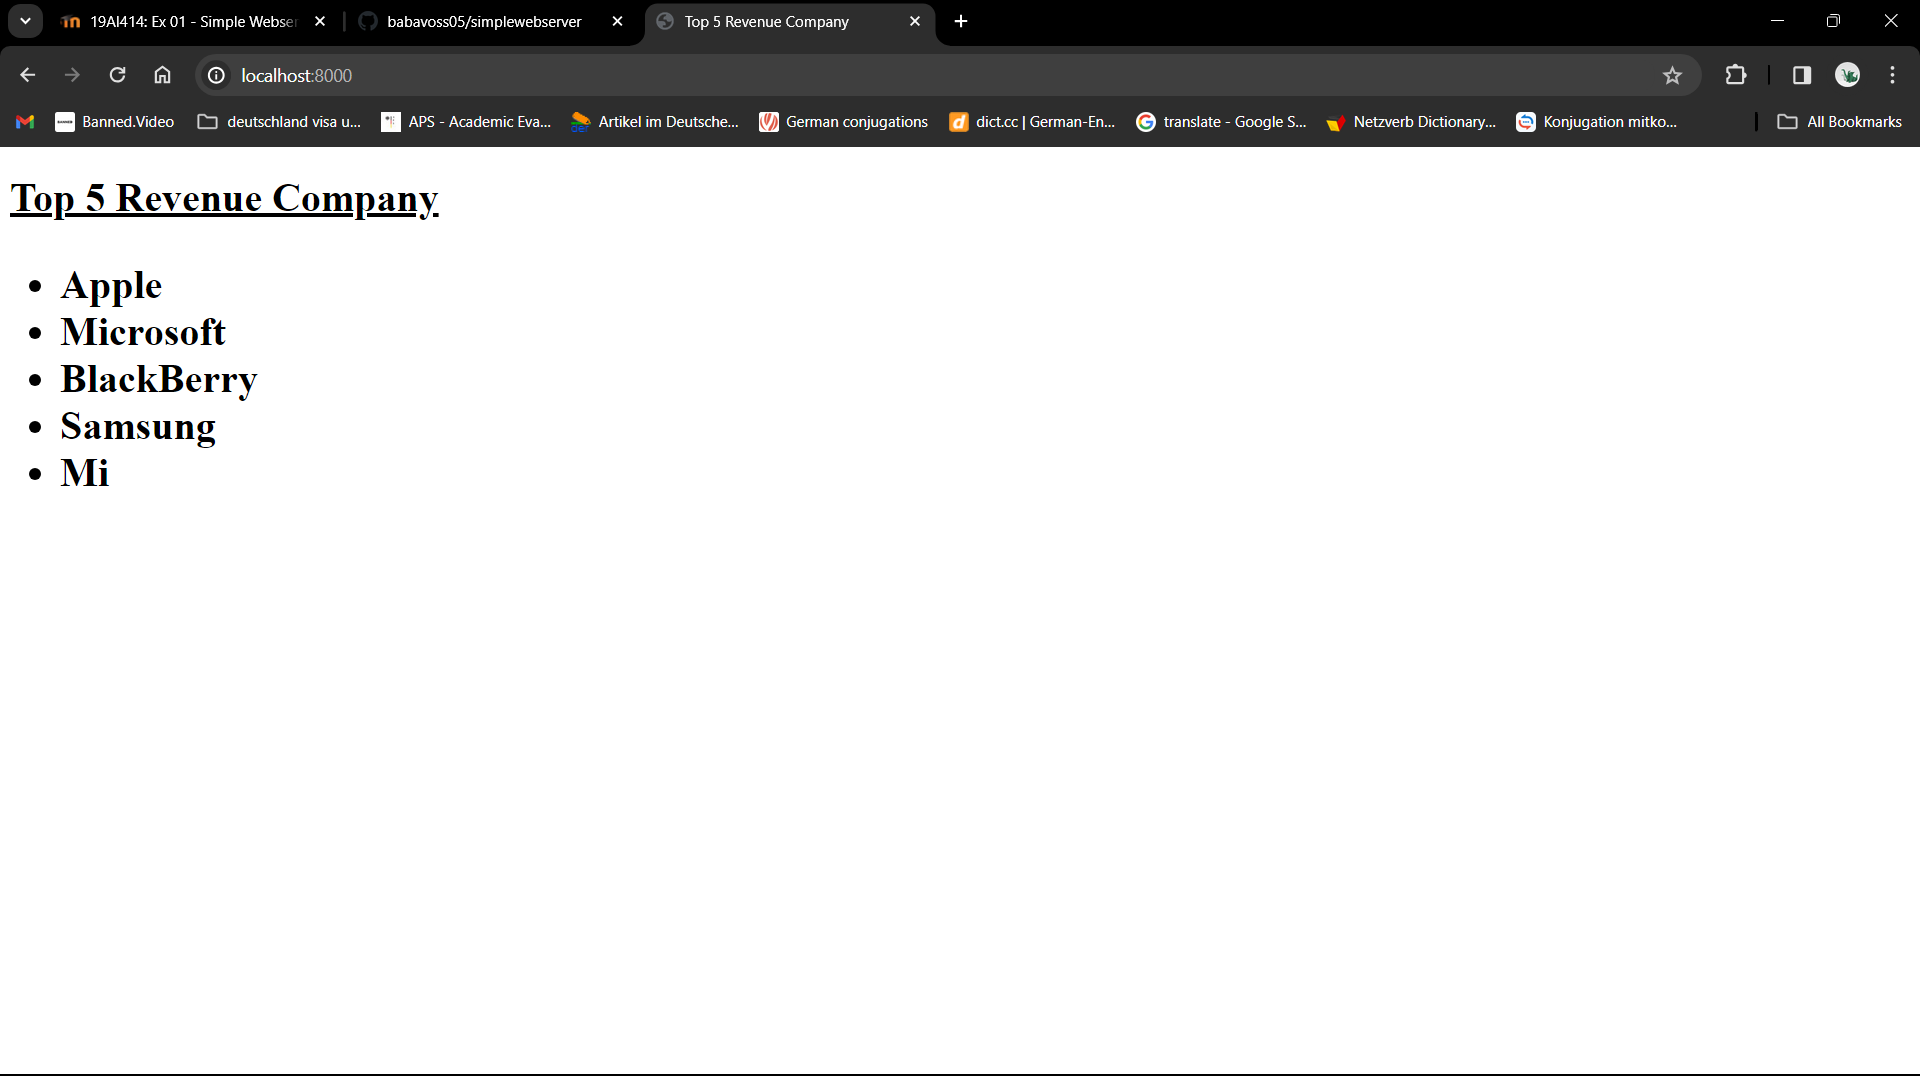 19AI414: Ex 01 - Simple Webser
babavoss05/simplewebserver
Top 5 Revenue Company
localhost:8000
Banned.Video
deutschland visa u...
APS - Academic Eva...
Artikel im Deutsche...
German conjugations
dict.cc | German-En...
translate - Google S...
Netzverb Dictionary...
Konjugation mitko...
All Bookmarks
Top 5 Revenue Company
• Apple
• Microsoft
• BlackBerry
• Samsung
• Mi